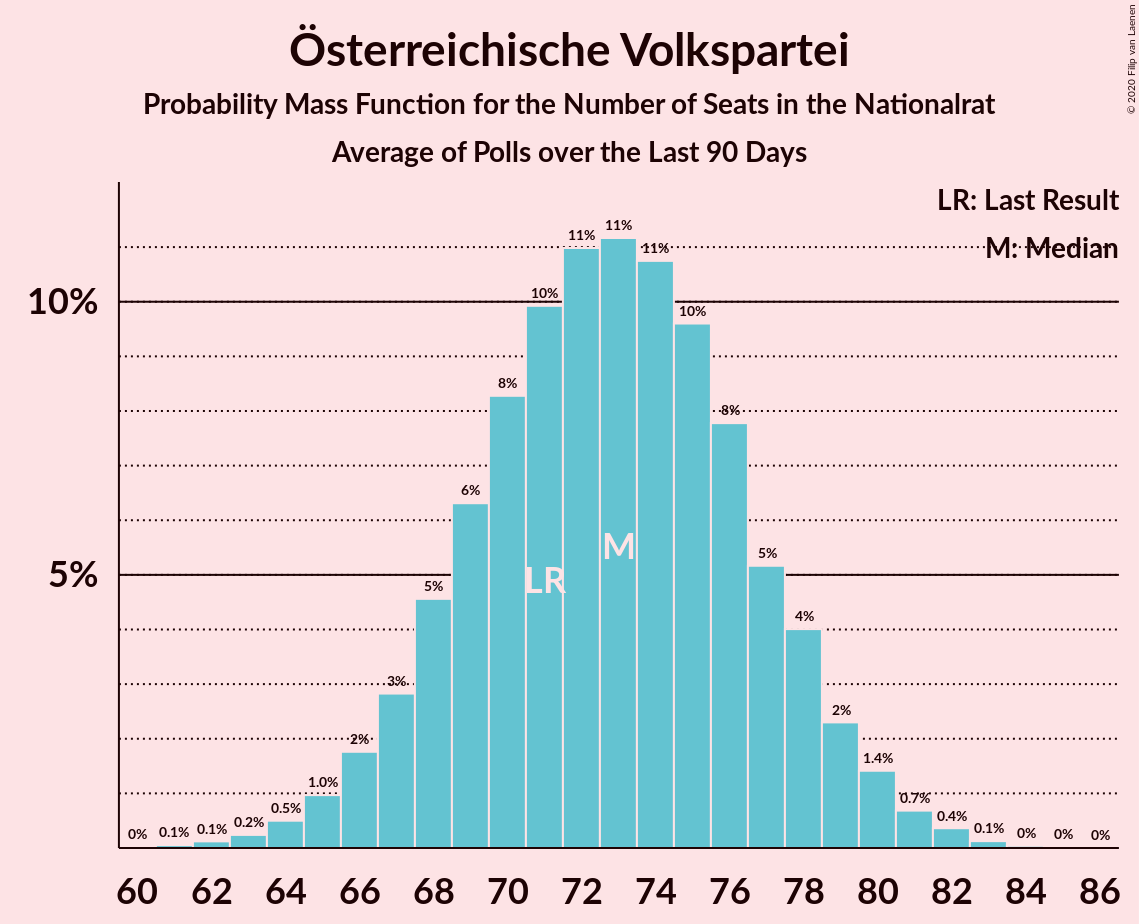 Österreichische Volkspartei
Probability Mass Function for the Number of Seats in the Nationalrat
Average of Polls over the Last 90 Days
© 2020 Filip van Laenen
LR: Last Result
M: Median
10%
5%
0% 0.1% 0.1% 0.2% 0.5% 1.0% 2% 3% 5% 6% 8% 10% 11% 11% 11% 10% 8% 5% 4% 2% 1.4% 0.7% 0.4% 0.1% 0% 0% 0%
LR M
60 62 64 66 68 70 72 74 76 78 80 82 84 86